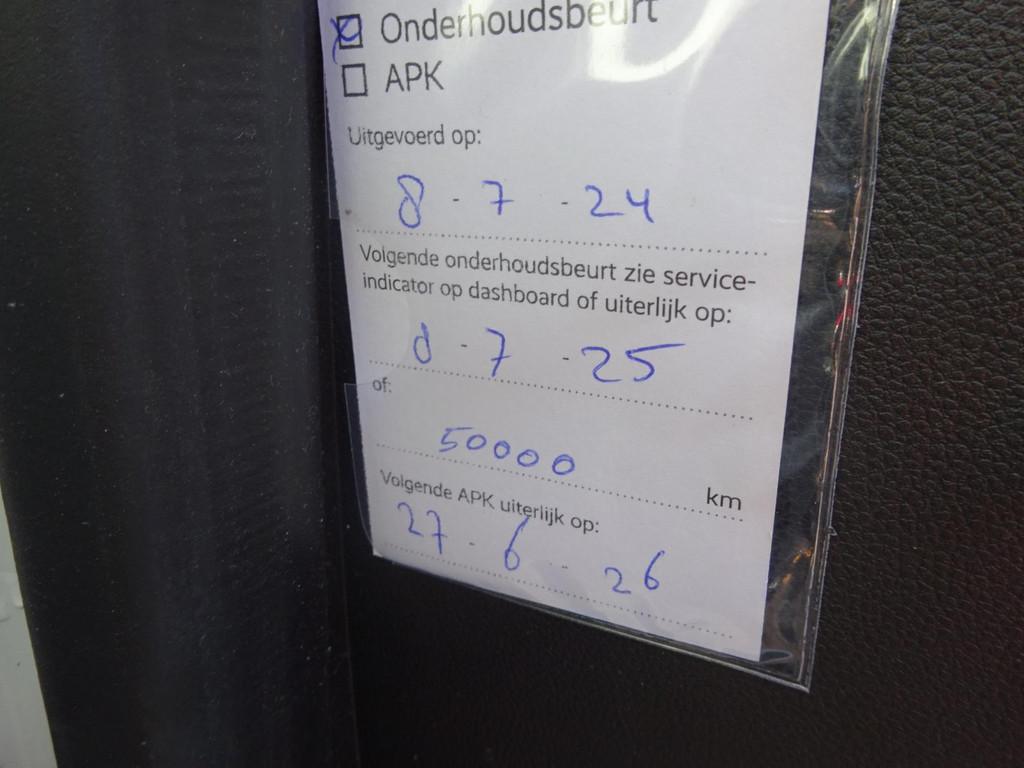 Onderhoudsbeurt
APK
Uitgevoerd op:
8 - 7 - 24
Volgende onderhoudsbeurt zie service-
indicator op dashboard of uiterlijk op:
8 - 7 - 25
of:
50000 km
Volgende APK uiterlijk op:
27 - 6 - 26